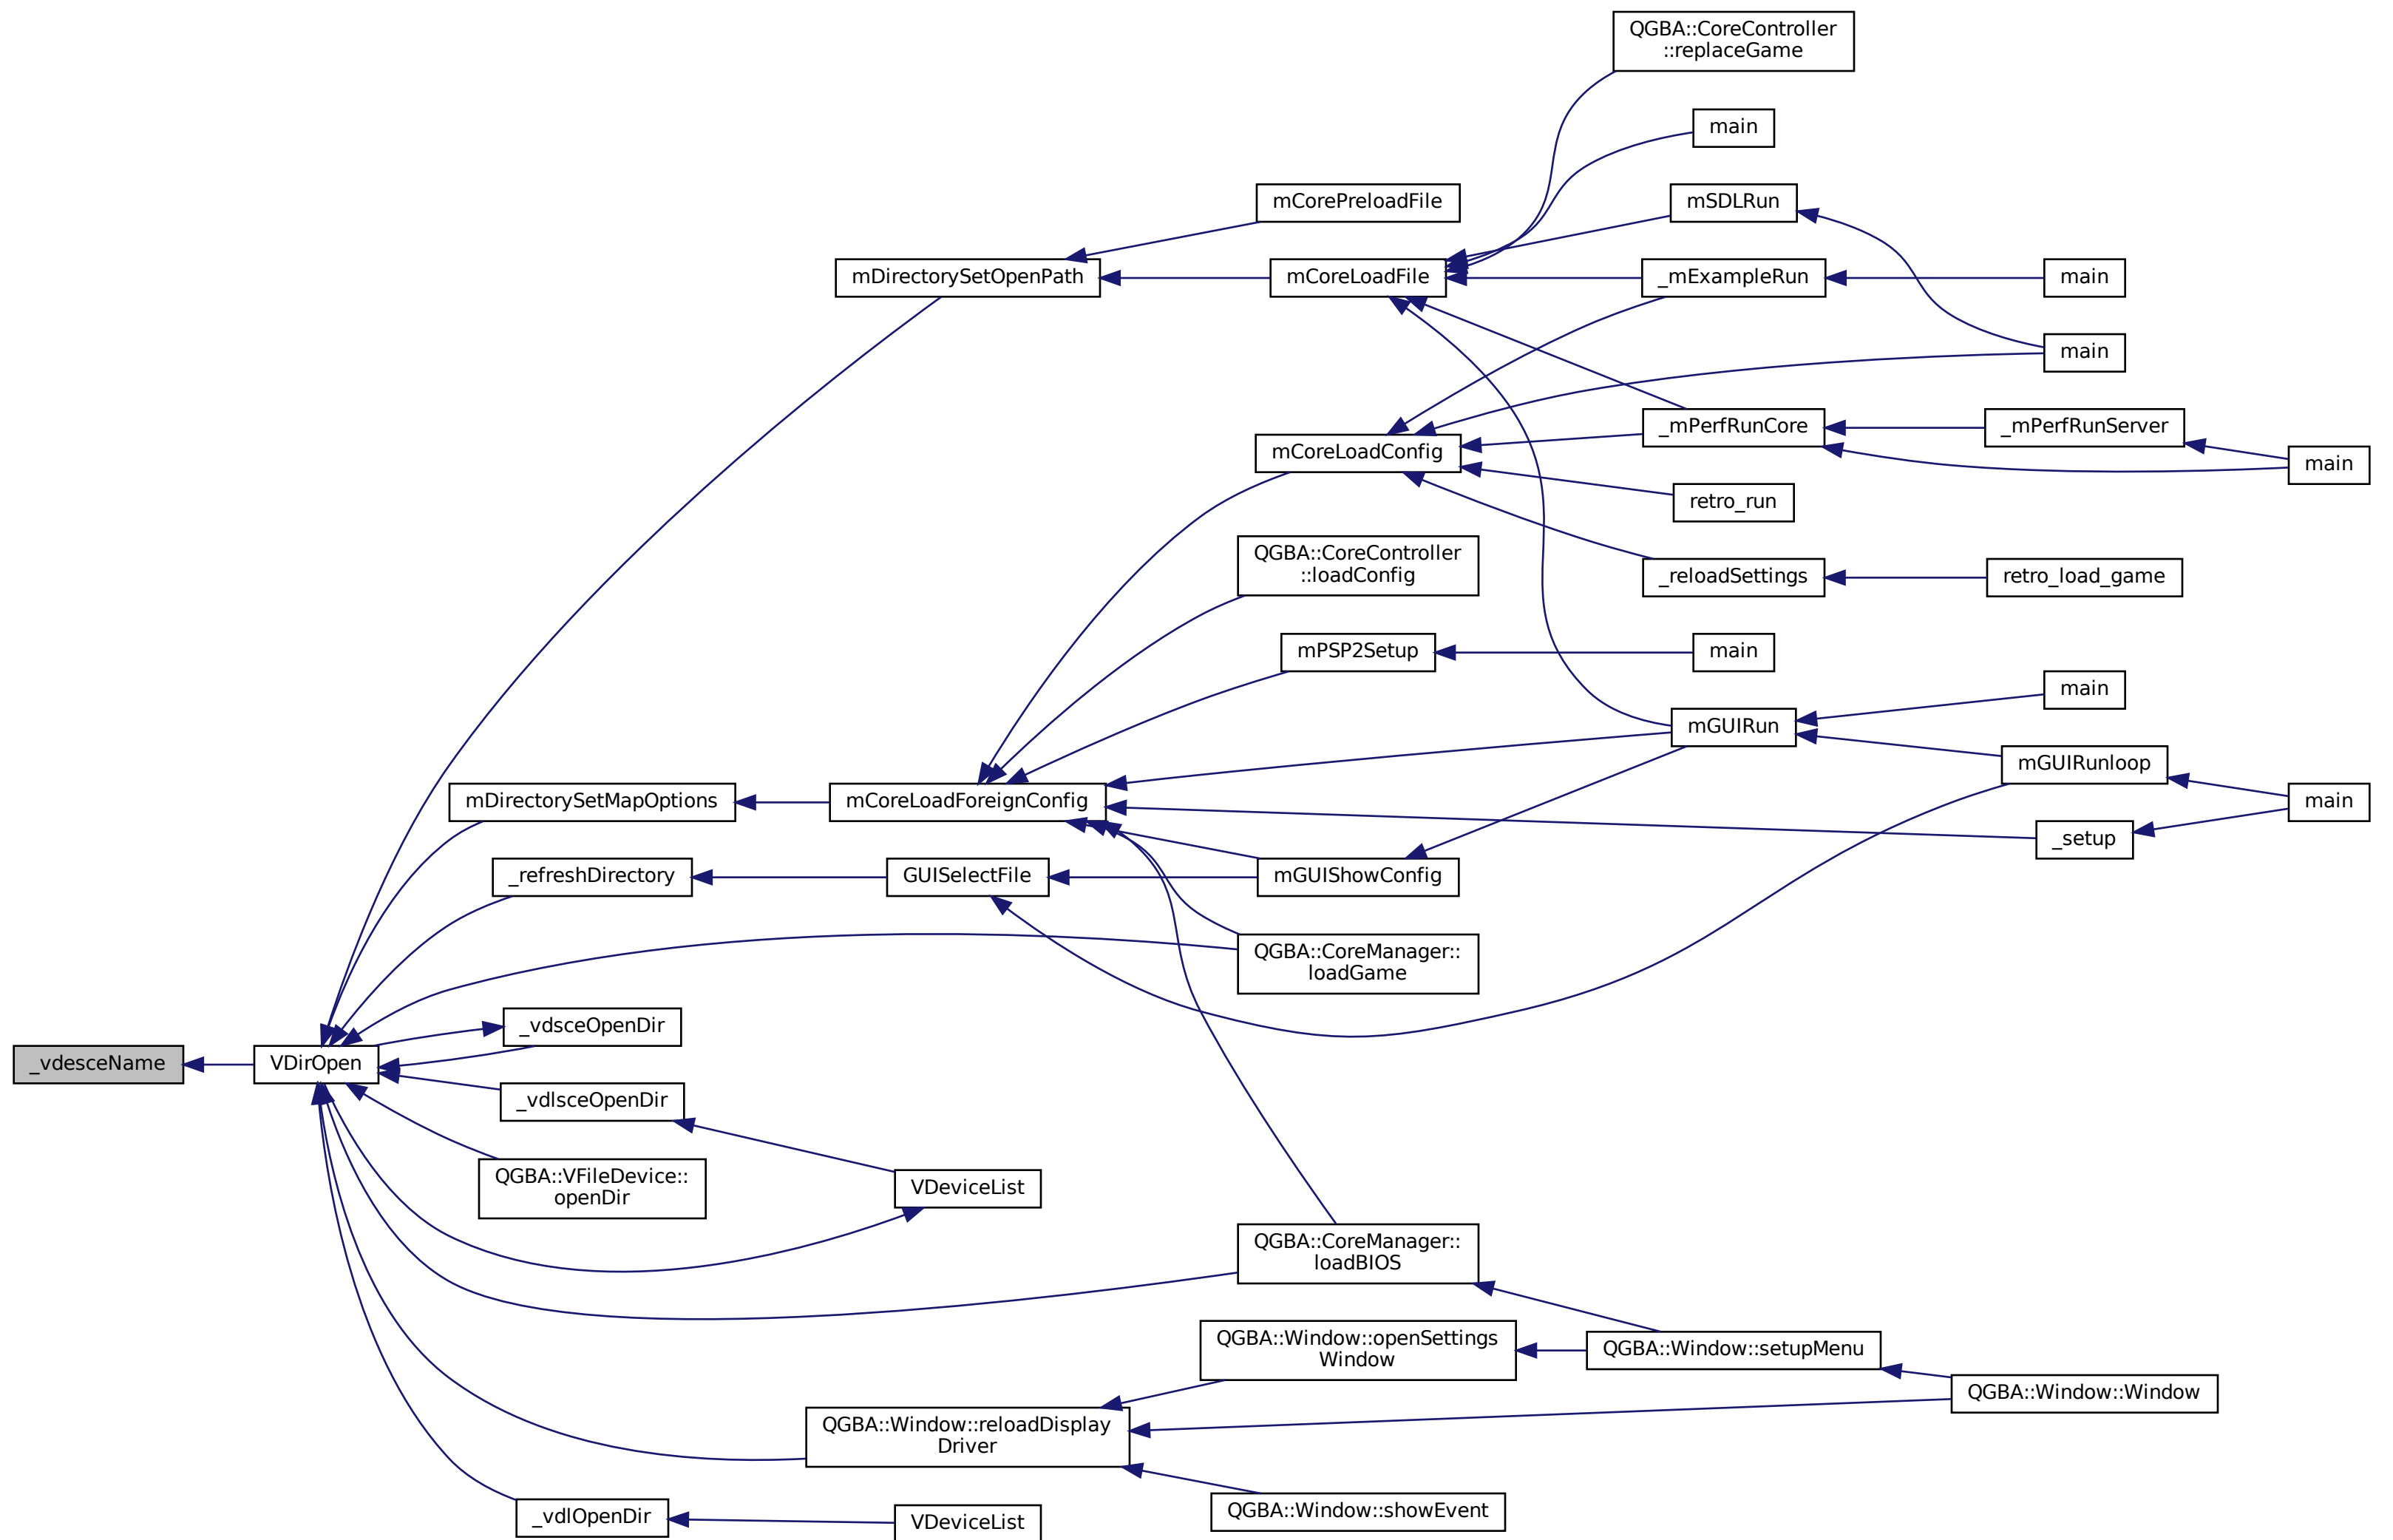 QGBA::CoreController
::replaceGame
main
mCorePreloadFile
mSDLRun
mDirectorySetOpenPath
mCoreLoadFile
_mExampleRun
main
main
mCoreLoadConfig
_mPerfRunCore
_mPerfRunServer
main
retro_run
QGBA::CoreController
::loadConfig
_reloadSettings
retro_load_game
mPSP2Setup
main
main
mGUIRun
mGUIRunloop
mDirectorySetMapOptions
mCoreLoadForeignConfig
main
_setup
_refreshDirectory
GUISelectFile
mGUIShowConfig
QGBA::CoreManager::
loadGame
_vdsceOpenDir
_vdesceName
VDirOpen
_vdlsceOpenDir
QGBA::VFileDevice::
openDir
VDeviceList
QGBA::CoreManager::
loadBIOS
QGBA::Window::openSettings
Window
QGBA::Window::setupMenu
QGBA::Window::Window
QGBA::Window::reloadDisplay
Driver
QGBA::Window::showEvent
_vdlOpenDir
VDeviceList